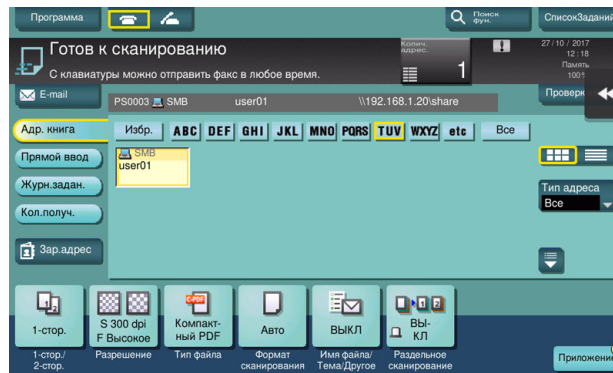 Программа
Поиск
фун.
СписокЗаданий
Готов к сканированию
С клавиатуры можно отправить факс в любое время.
Колич.
адрес.
1
27/10/2017
12:18
Память
100
E-mail
PS0003 SMB user01 \\192.168.1.20\share
Проверк
Адр. книга
Избр. ABC DEF GHI JKL MNO PQRS TUV WXYZ etc Все
SMB
user01
Прямой ввод
Журн.задан.
Кол.получ.
Зар.адрес
Тип адреса
Все
1-стор.
S 300 dpi
F Высокое
Компакт-
ный PDF
Авто
ВЫКЛ
ВЫ-
КЛ
1-стор./
2-стор.
Разрешение
Тип файла
Формат
сканирования
Имя файла/
Тема/Другое
Раздельное
сканирование
Приложение